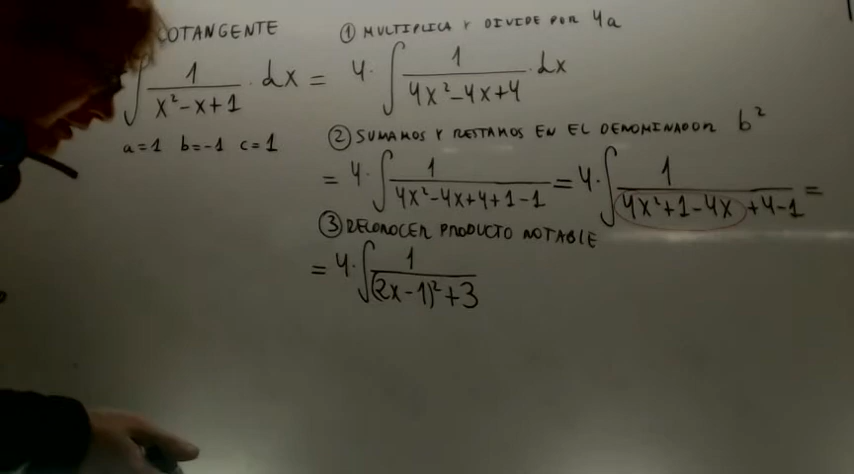 COTANGENTE
∫ 1/(x²-x+1) · dx = 4 · ∫ 1/(4x²-4x+4) · dx
a=1 b=-1 c=1
① MULTIPLICA Y DIVIDE POR 4a
② SUMAMOS Y RESTAMOS EN EL DENOMINADOR b²
= 4 · ∫ 1/(4x²-4x+4+1-1) = 4 · ∫ 1/(4x²+1-4x+4-1) =
③ RECONOCER PRODUCTO NOTABLE
= 4 · ∫ 1/((2x-1)²+3)